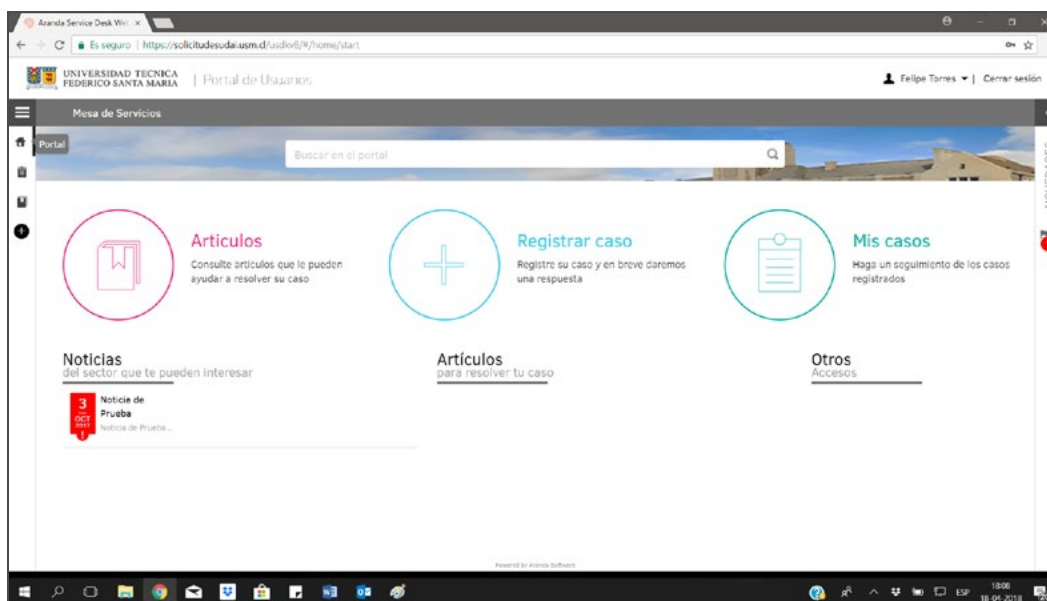 Aranda Service Desk Web
Es seguro | https://solicitudesudai.usm.cl/usdkv8/#/home/start
UNIVERSIDAD TECNICA
FEDERICO SANTA MARIA
| Portal de Usuarios
Felipe Torres | Cerrar sesión
Mesa de Servicios
Portal
Buscar en el portal
NOVEDADES
Articulos
Consulte articulos que le pueden
ayudar a resolver su caso
Registrar caso
Registre su caso y en breve daremos
una respuesta
Mis casos
Haga un seguimiento de los casos
registrados
Noticias
del sector que te pueden interesar
Artículos
para resolver tu caso
Otros
Accesos
3
OCT
2017
Noticia de
Prueba
Noticia de Prueba...
Powered by Aranda Software
ESP
18:08
18-04-2018